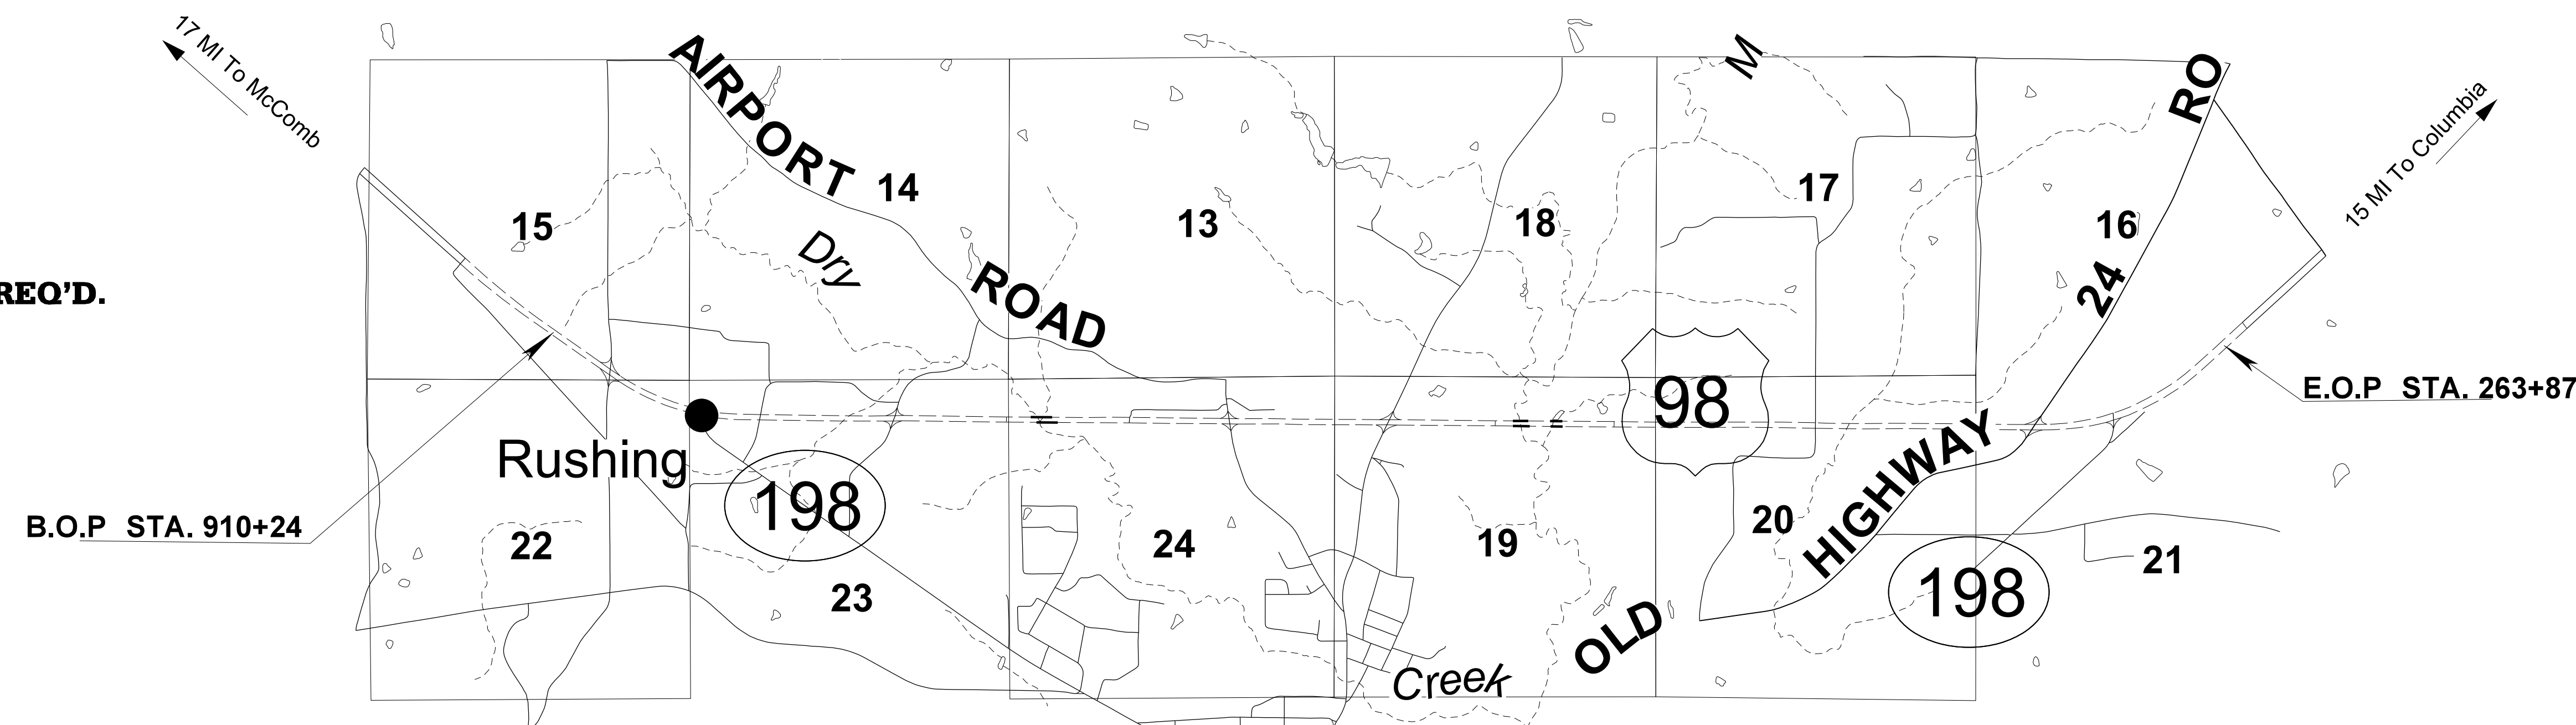 17 MI To McComb
AIRPORT
ROAD
14
15
13
18
17
16
M
RO
24
15 MI To Columbia
Dry
REQ'D.
98
E.O.P STA. 263+87
Rushing
198
B.O.P STA. 910+24
22
23
24
19
20
HIGHWAY
OLD
198
21
Creek